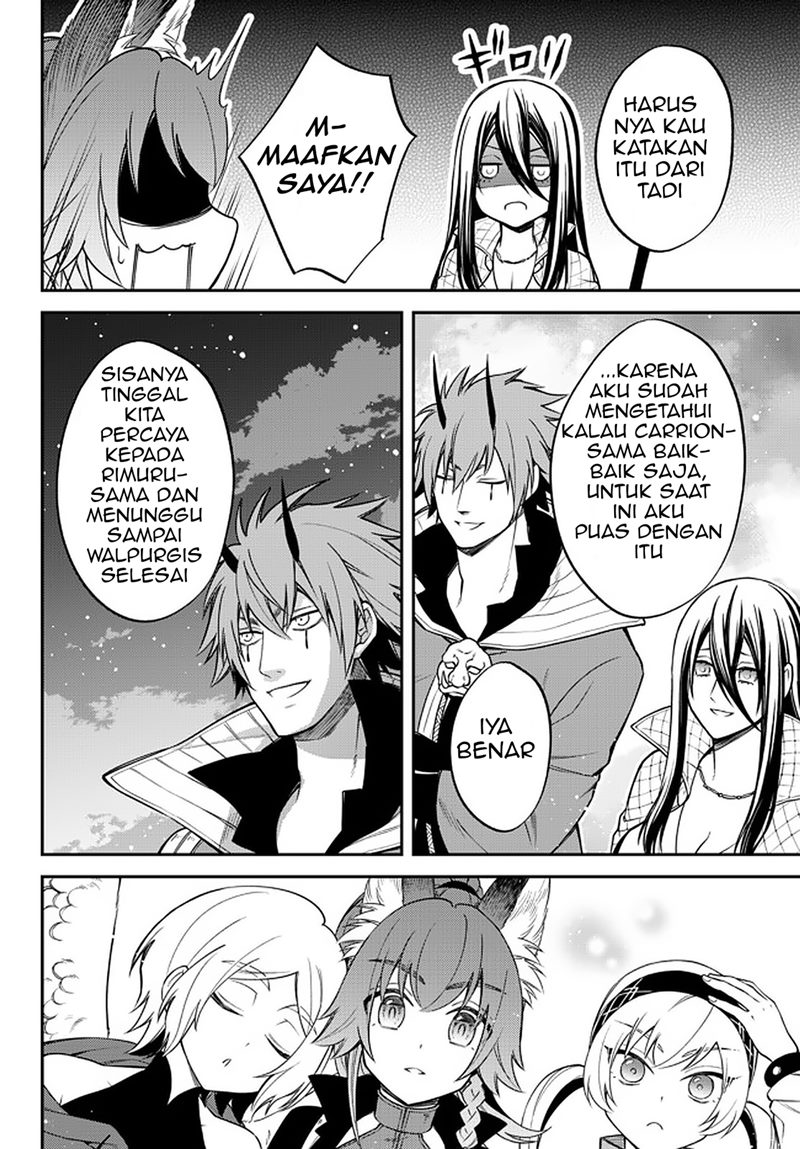 HARUS
NYA KAU
KATAKAN
ITU DARI
TADI
ギロリ
M-
MAAFKAN
SAYA!!
...KARENA
AKU SUDAH
MENGETAHUI
KALAU CARRION-
SAMA BAIK-
BAIK SAJA,
UNTUK SAAT
INI AKU
PUAS DENGAN
ITU
IYA
BENAR
SISANYA
TINGGAL
KITA
PERCAYA
KEPADA
RIMURU-
SAMA DAN
MENUNGGU
SAMPAI
WALPURGIS
SELESAI